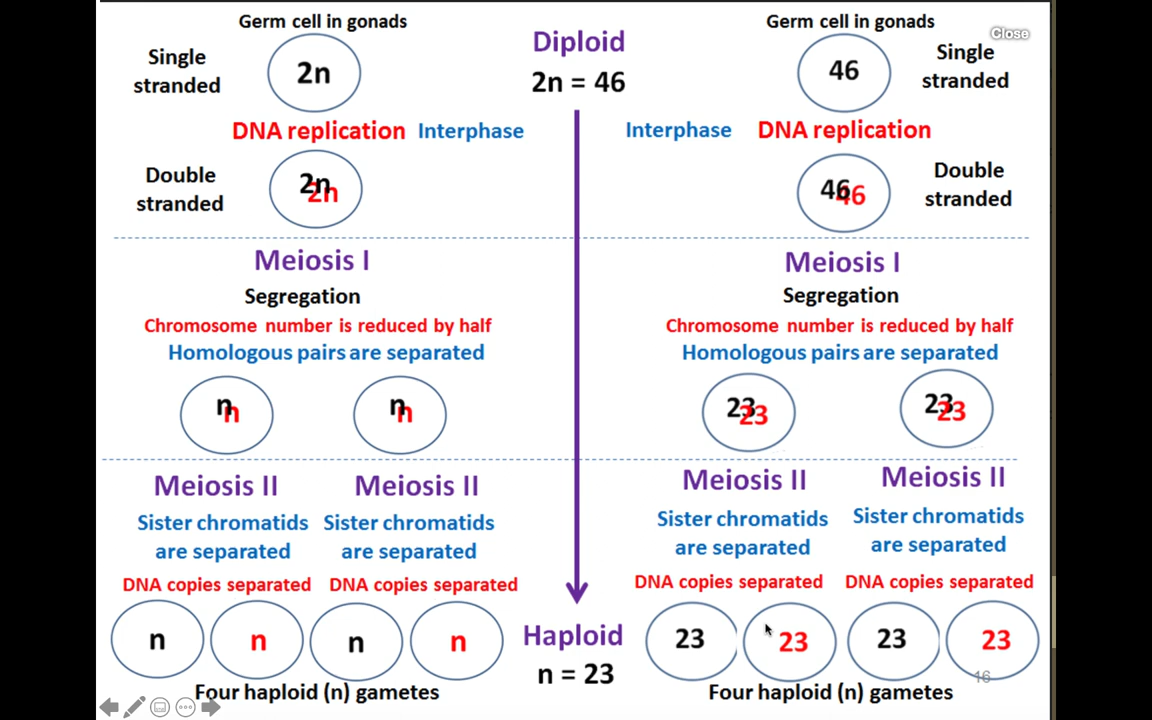 Germ cell in gonads
Single
stranded
2n
Diploid
2n = 46
Germ cell in gonads
Close
46
Single
stranded
DNA replication Interphase
Interphase DNA replication
Double
stranded
2n
2n
46
46
Double
stranded
Meiosis I
Segregation
Chromosome number is reduced by half
Homologous pairs are separated
n
n
n
n
Meiosis I
Segregation
Chromosome number is reduced by half
Homologous pairs are separated
23
23
23
23
Meiosis II Meiosis II
Sister chromatids Sister chromatids
are separated are separated
DNA copies separated DNA copies separated
n n n n
Four haploid (n) gametes
Haploid
n = 23
Meiosis II Meiosis II
Sister chromatids Sister chromatids
are separated are separated
DNA copies separated DNA copies separated
23 23 23 23
Four haploid (n) gametes
16